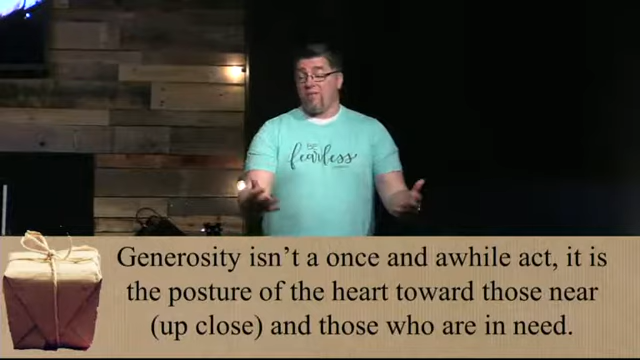 be
fearless
Generosity isn't a once and awhile act, it is
the posture of the heart toward those near
(up close) and those who are in need.